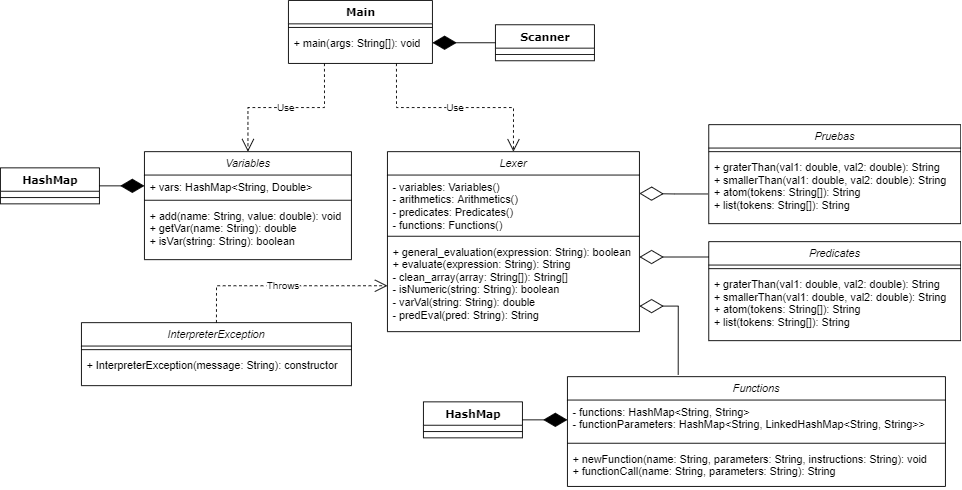 Main
+ main(args: String[]): void
Scanner
Use
Use
HashMap
Variables
+ vars: HashMap<String, Double>
+ add(name: String, value: double): void
+ getVar(name: String): double
+ isVar(string: String): boolean
Lexer
- variables: Variables()
- arithmetics: Arithmetics()
- predicates: Predicates()
- functions: Functions()
+ general_evaluation(expression: String): boolean
+ evaluate(expression: String): String
- clean_array(array: String[]): String[]
- isNumeric(string: String): boolean
- varVal(string: String): double
- predEval(pred: String): String
Pruebas
+ graterThan(val1: double, val2: double): String
+ smallerThan(val1: double, val2: double): String
+ atom(tokens: String[]): String
+ list(tokens: String[]): String
Predicates
+ graterThan(val1: double, val2: double): String
+ smallerThan(val1: double, val2: double): String
+ atom(tokens: String[]): String
+ list(tokens: String[]): String
Throws
InterpreterException
+ InterpreterException(message: String): constructor
HashMap
Functions
- functions: HashMap<String, String>
- functionParameters: HashMap<String, LinkedHashMap<String, String>>
+ newFunction(name: String, parameters: String, instructions: String): void
+ functionCall(name: String, parameters: String): String